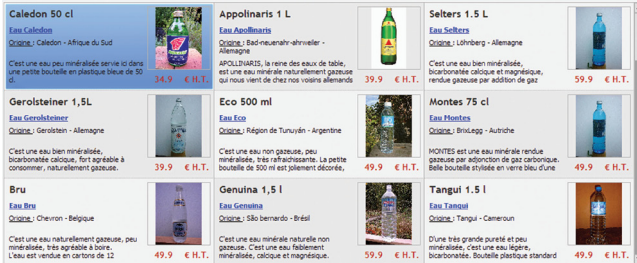 Caledon 50 cl
Eau Caledon
Origine : Caledon - Afrique du Sud
C'est une eau peu minéralisée servie ici dans
une petite bouteille en plastique bleue de 50
cl.
34.9 € H.T.
Appolinaris 1 L
Eau Apollinaris
Origine : Bad-neuenahr-ahrweiler -
Allemagne
APOLLINARIS, la reine des eaux de table,
est une eau minérale naturellement gazeuse
qui nous vient de chez nos voisins allemands
39.9 € H.T.
Selters 1.5 L
Eau Selters
Origine : Löhnberg - Allemagne
C'est une eau bien minéralisée,
bicarbonatée calcique et magnésique,
rendue gazeuse par addition de gaz
59.9 € H.T.
Gerolsteiner 1,5L
Eau Gerolsteiner
Origine : Gerolstein - Allemagne
C'est une eau bien minéralisée,
bicarbonatée calcique, fort agréable à
consommer, naturellement gazeuse.
39.9 € H.T.
Eco 500 ml
Eau Eco
Origine : Région de Tunuyán - Argentine
C'est une eau non gazeuse, peu
minéralisée, très rafraichissante. La petite
bouteille de 500 ml est joliement décorée,
49.9 € H.T.
Montes 75 cl
Eau Montes
Origine : BrixLegg - Autriche
MONTES est une eau minérale rendue
gazeuse par adjonction de gaz carbonique.
Belle bouteille stylisée en verre bleu d'une
49.9 € H.T.
Bru
Eau Bru
Origine : Chevron - Belgique
C'est une eau naturellement gazeuse, peu
minéralisée, très agréable à boire.
L'eau est vendue en cartons de 12
49.9 € H.T.
Genuina 1,5 l
Eau Genuina
Origine : São bernardo - Brésil
C'est une eau minérale naturelle non
gazeuse. C'est une eau faiblement
minéralisée, calcique et magnésique.
59.9 € H.T.
Tangui 1.5 l
Eau Tangui
Origine : Tangui - Cameroun
D'une très grande pureté et peu
minéralisée, c'est une eau légère,
bicarbonatée. Bouteille plastique standard
49.9 € H.T.